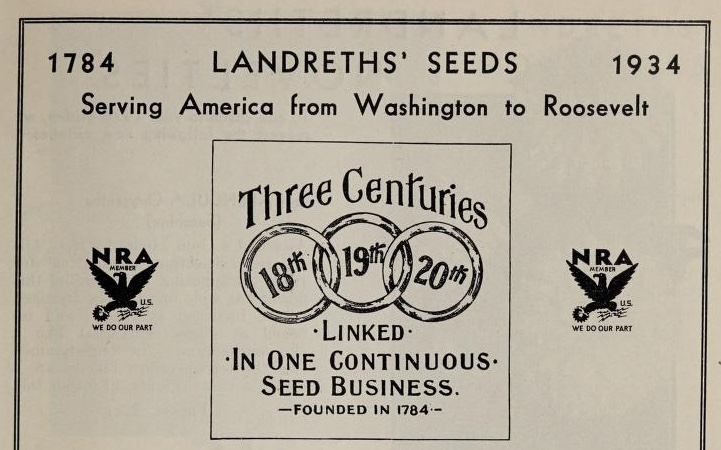 1784 LANDRETHS' SEEDS 1934
Serving America from Washington to Roosevelt
Three Centuries
18th 19th 20th
·LINKED·
·IN ONE CONTINUOUS·
SEED BUSINESS.
—FOUNDED IN 1784·—
NRA
MEMBER
U.S.
WE DO OUR PART
NRA
MEMBER
U.S.
WE DO OUR PART